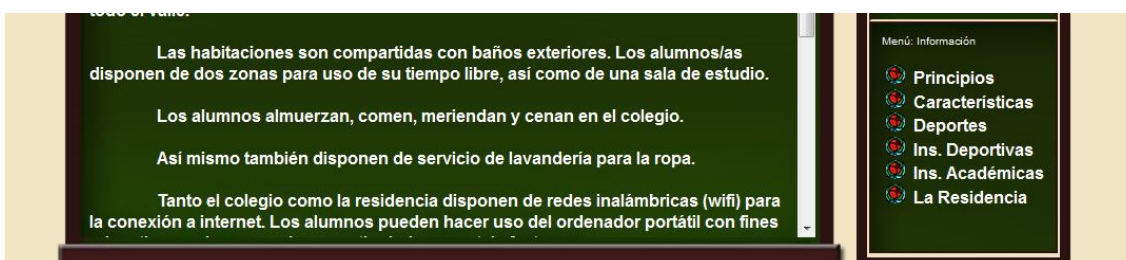 todo el valle.
Las habitaciones son compartidas con baños exteriores. Los alumnos/as
disponen de dos zonas para uso de su tiempo libre, así como de una sala de estudio.
Los alumnos almuerzan, comen, meriendan y cenan en el colegio.
Así mismo también disponen de servicio de lavandería para la ropa.
Tanto el colegio como la residencia disponen de redes inalámbricas (wifi) para
la conexión a internet. Los alumnos pueden hacer uso del ordenador portátil con fines
Menú: Información
Principios
Características
Deportes
Ins. Deportivas
Ins. Académicas
La Residencia